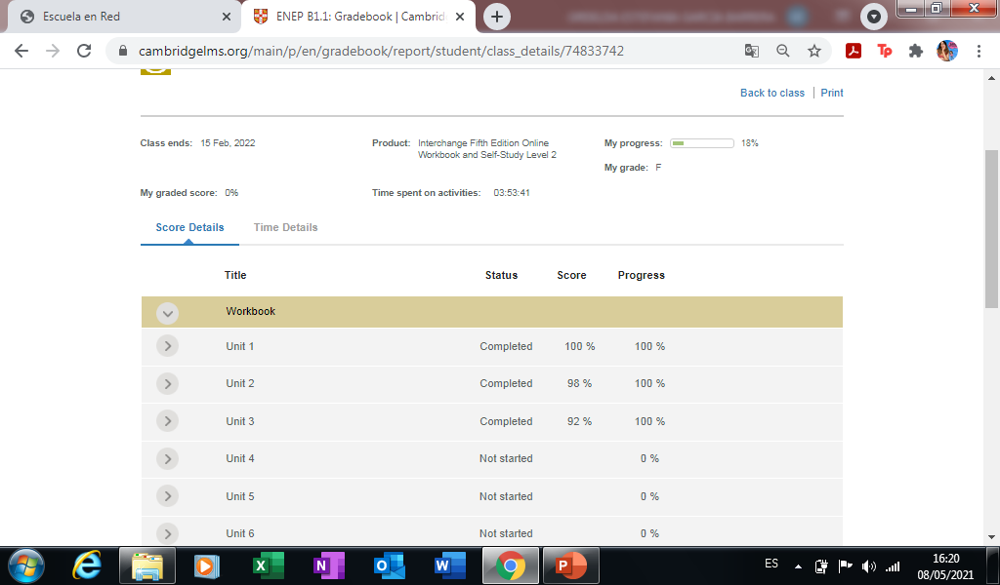 Escuela en Red
ENEP B1.1: Gradebook | Cambrid
cambridgelms.org/main/p/en/gradebook/report/student/class_details/74833742
Back to class | Print
Class ends: 15 Feb, 2022
Product: Interchange Fifth Edition Online
Workbook and Self-Study Level 2
My progress: 18%
My grade: F
My graded score: 0%
Time spent on activities: 03:53:41
Score Details Time Details
Title Status Score Progress
Workbook
Unit 1 Completed 100 % 100 %
Unit 2 Completed 98 % 100 %
Unit 3 Completed 92 % 100 %
Unit 4 Not started 0 %
Unit 5 Not started 0 %
Unit 6 Not started 0 %
ES
16:20
08/05/2021